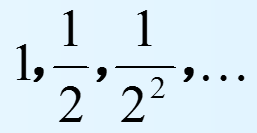 1, 1/2, 1/2², …